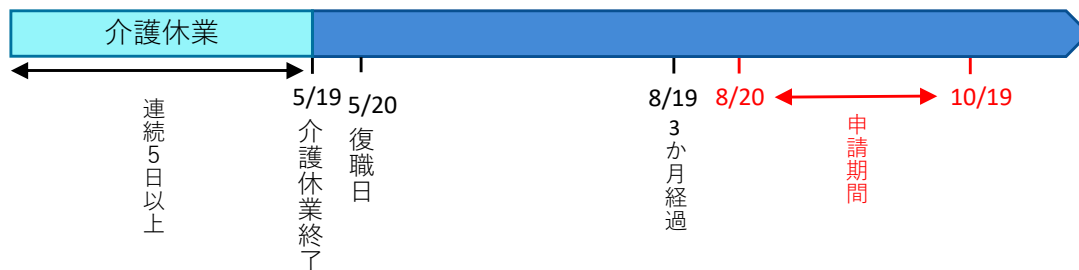 介護休業
5/19
5/20
8/19
8/20
10/19
連続5日以上
介護休業終了
復職日
3か月経過
申請期間